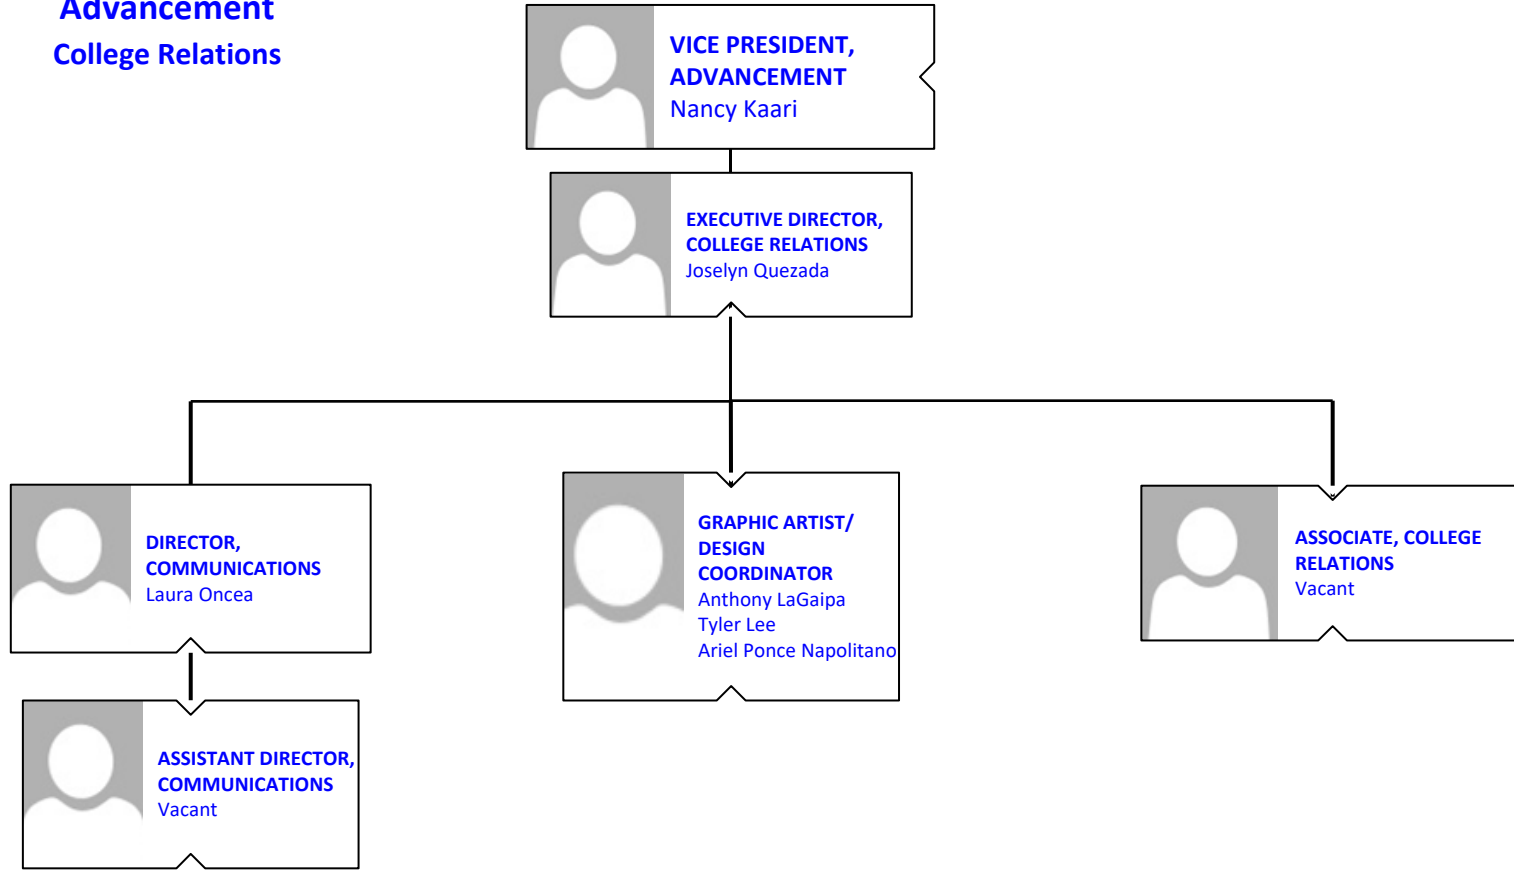 Advancement
College Relations
VICE PRESIDENT,
ADVANCEMENT
Nancy Kaari
EXECUTIVE DIRECTOR,
COLLEGE RELATIONS
Joselyn Quezada
DIRECTOR,
COMMUNICATIONS
Laura Oncea
GRAPHIC ARTIST/
DESIGN
COORDINATOR
Anthony LaGaipa
Tyler Lee
Ariel Ponce Napolitano
ASSOCIATE, COLLEGE
RELATIONS
Vacant
ASSISTANT DIRECTOR,
COMMUNICATIONS
Vacant